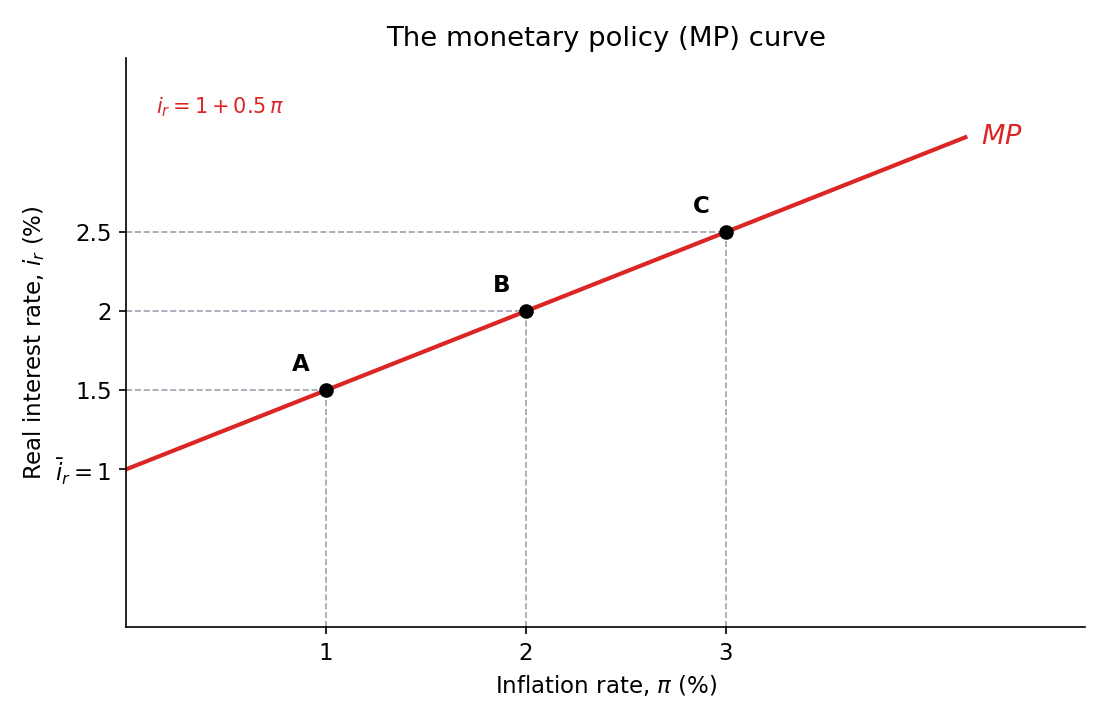 The monetary policy (MP) curve
i_r = 1 + 0.5 π
MP
C
B
A
2.5
2
1.5
ī_r = 1
Real interest rate, i_r (%)
1
2
3
Inflation rate, π (%)